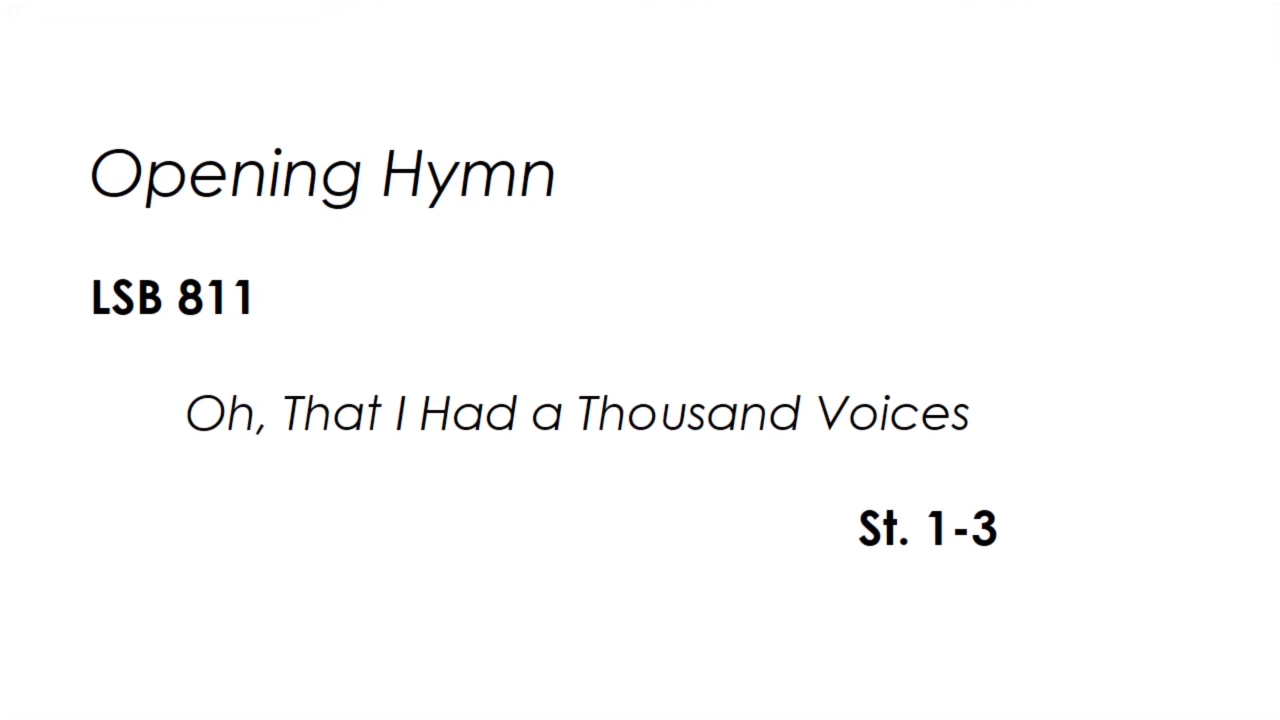 Opening Hymn
LSB 811
Oh, That I Had a Thousand Voices
St. 1-3